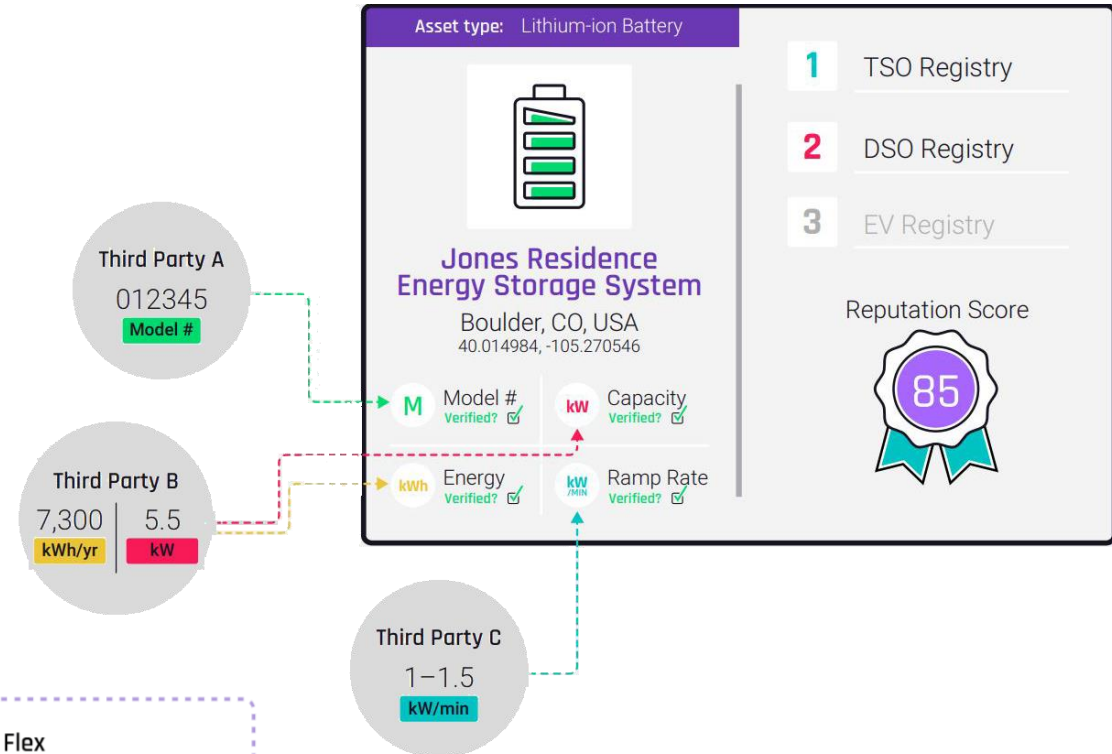 Asset type: Lithium-ion Battery
Jones Residence
Energy Storage System
Boulder, CO, USA
40.014984, -105.270546
M
Model #
Verified?
kW
Capacity
Verified?
kWh
Energy
Verified?
kW
/MIN
Ramp Rate
Verified?
1
TSO Registry
2
DSO Registry
3
EV Registry
Reputation Score
85
Third Party A
012345
Model #
Third Party B
7,300
kWh/yr
5.5
kW
Third Party C
1–1.5
kW/min
Flex